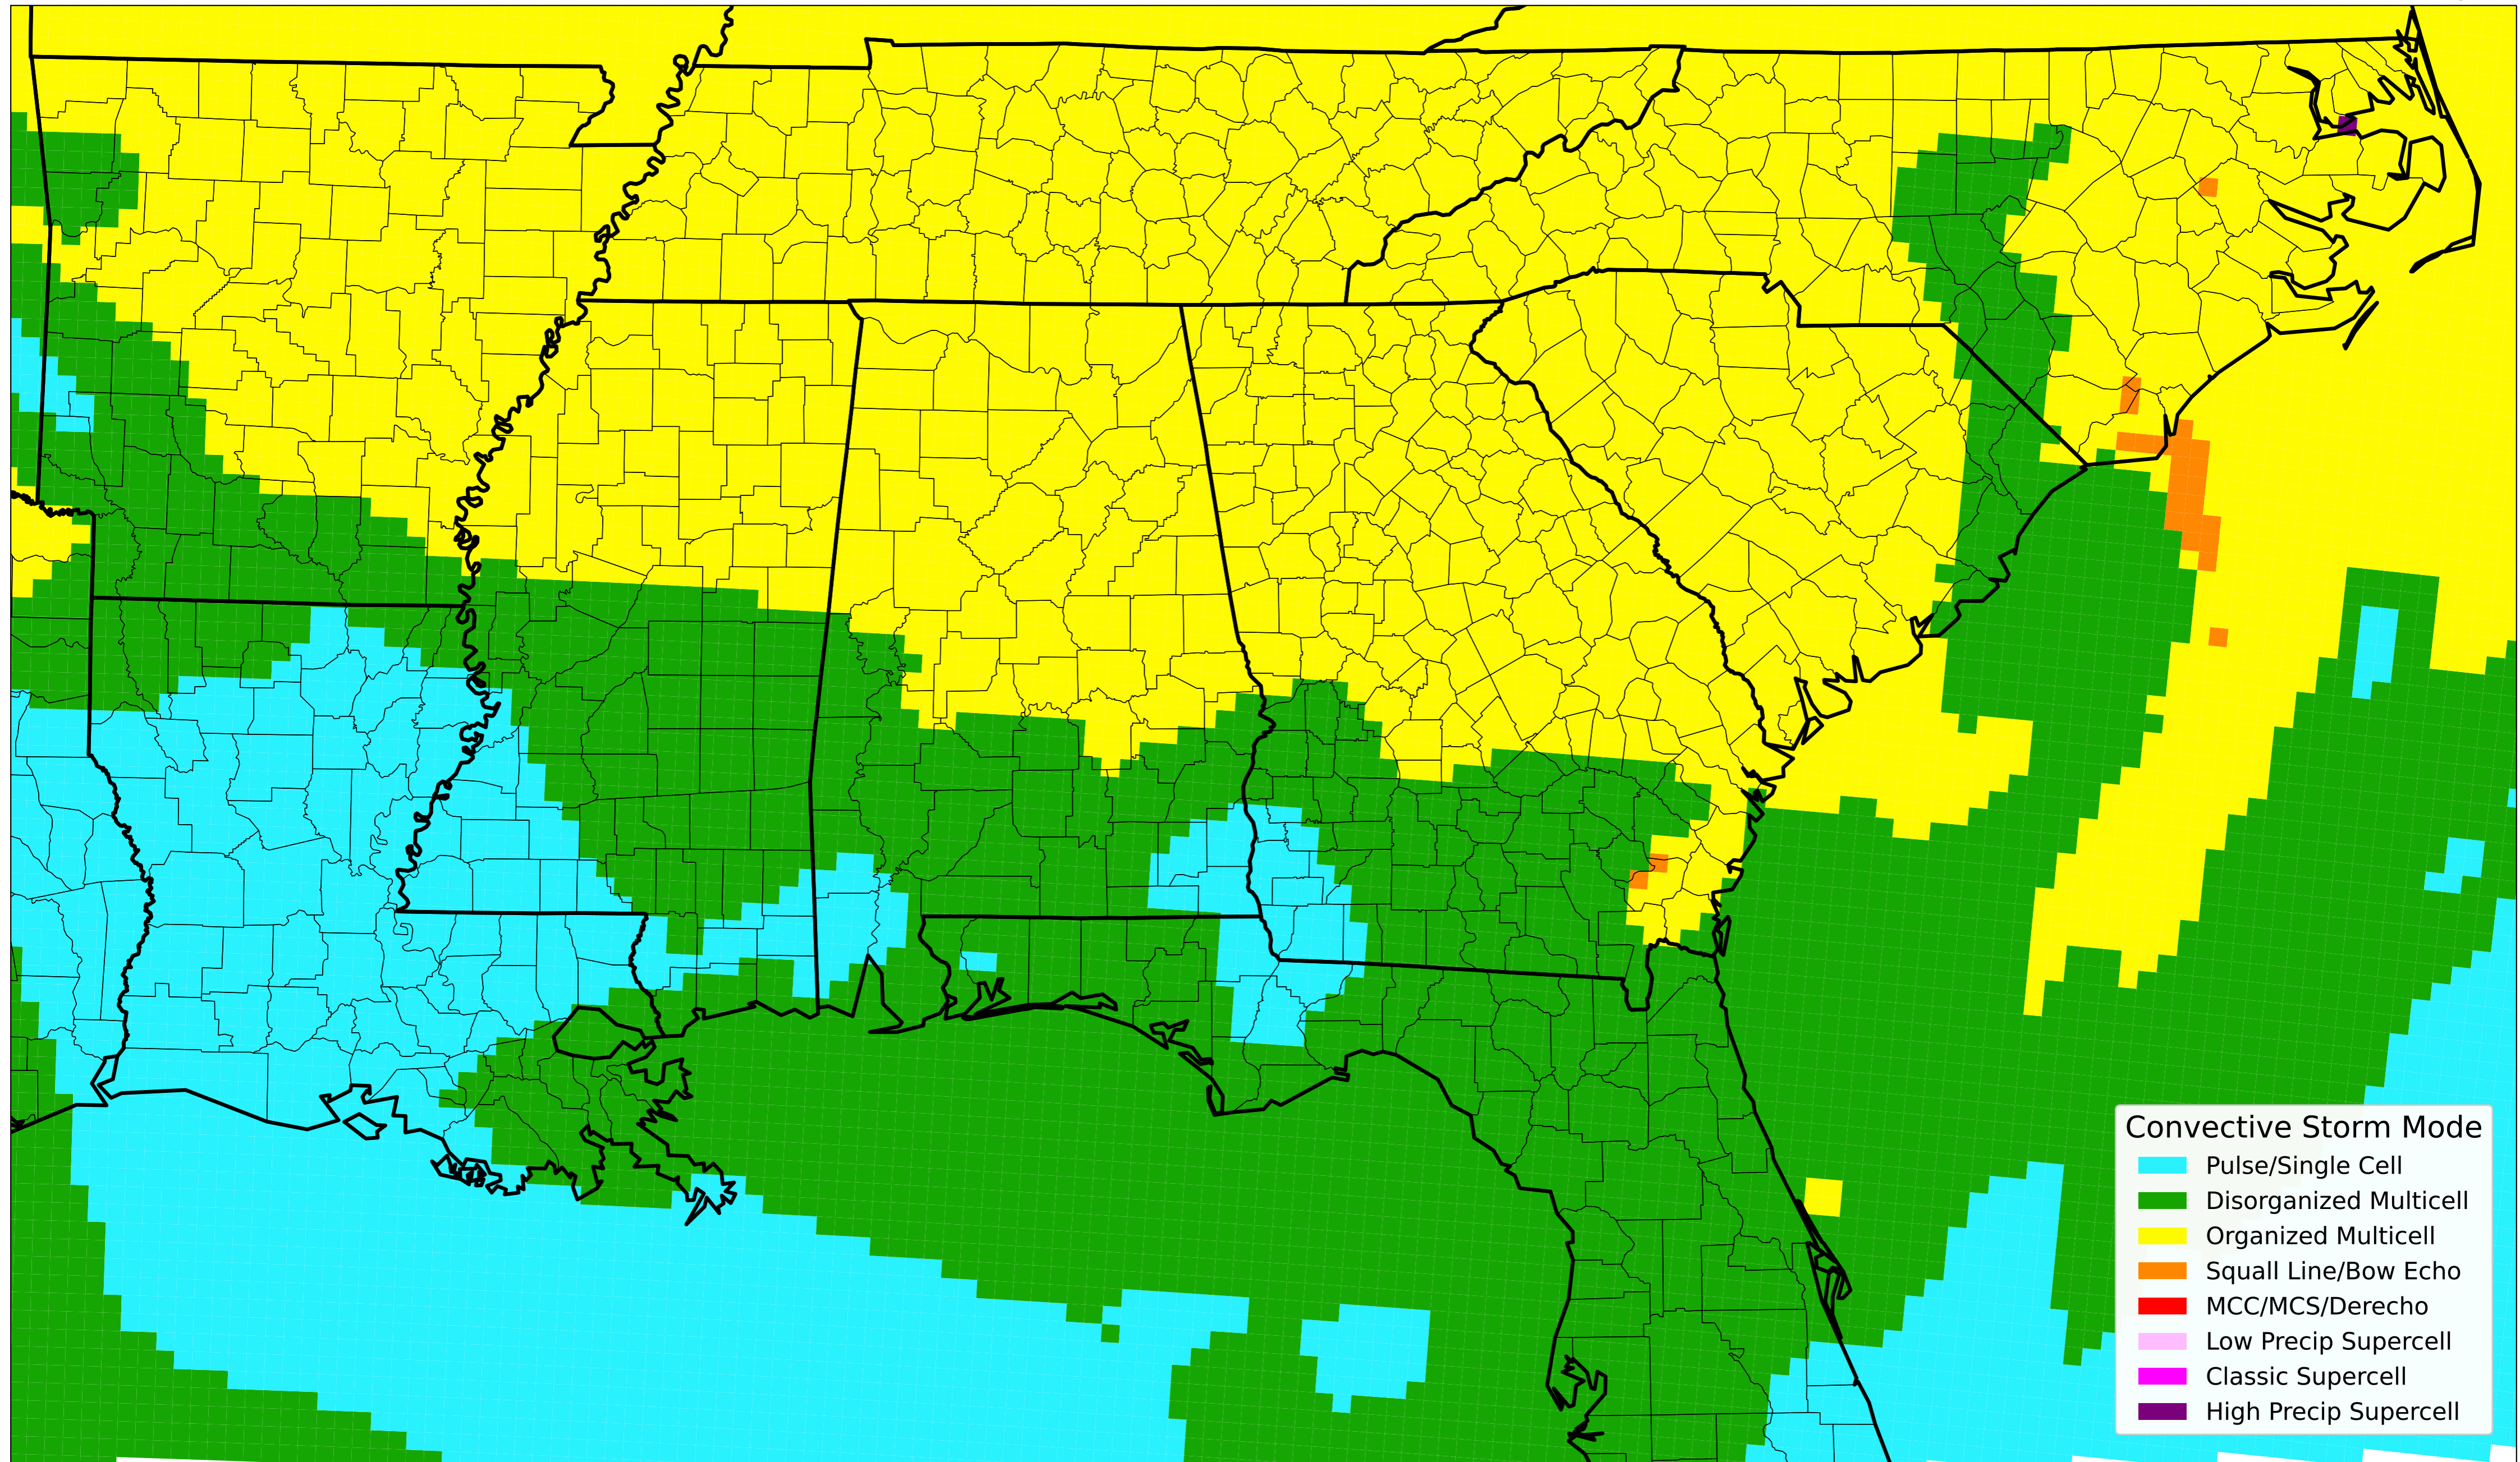 Convective Storm Mode
Pulse/Single Cell
Disorganized Multicell
Organized Multicell
Squall Line/Bow Echo
MCC/MCS/Derecho
Low Precip Supercell
Classic Supercell
High Precip Supercell